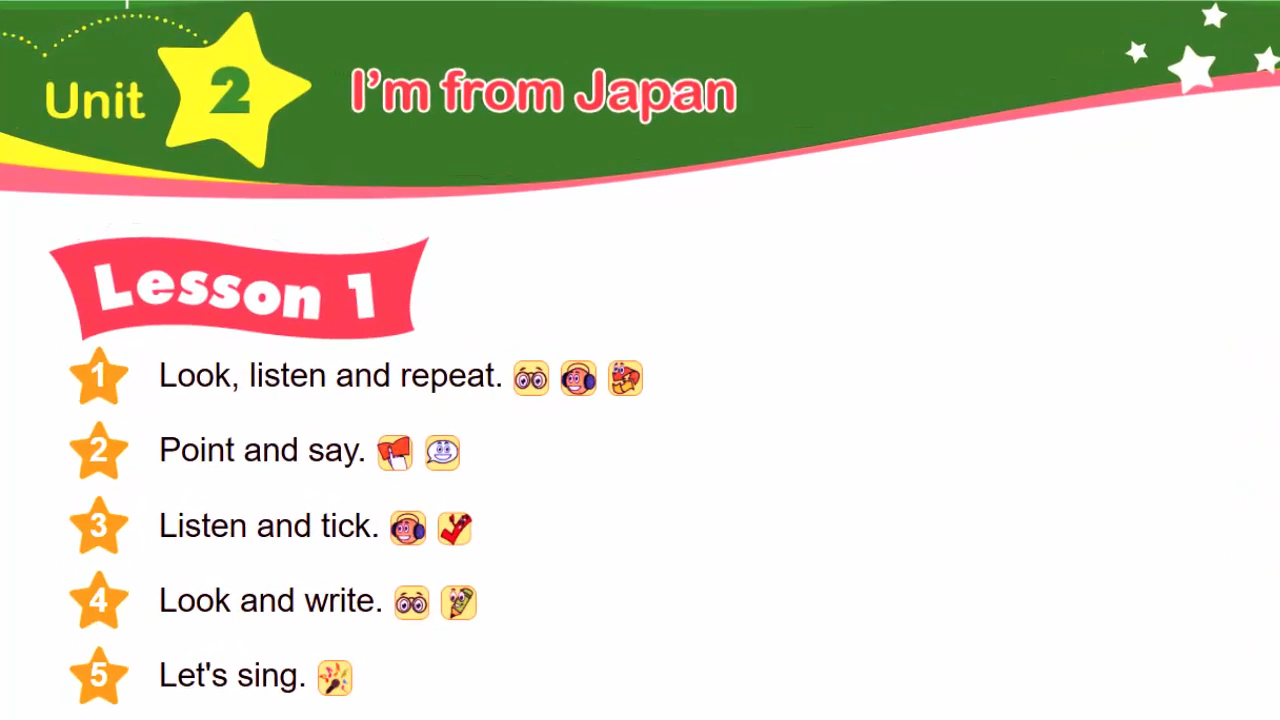 Unit 2 I'm from Japan
Lesson 1
1 Look, listen and repeat.
2 Point and say.
3 Listen and tick.
4 Look and write.
5 Let's sing.